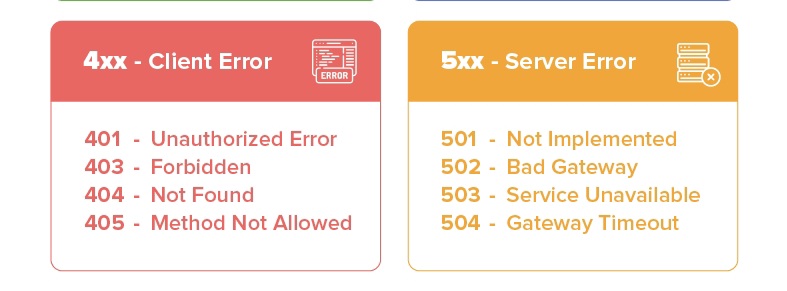 4xx - Client Error
ERROR
401 - Unauthorized Error
403 - Forbidden
404 - Not Found
405 - Method Not Allowed
5xx - Server Error
501 - Not Implemented
502 - Bad Gateway
503 - Service Unavailable
504 - Gateway Timeout